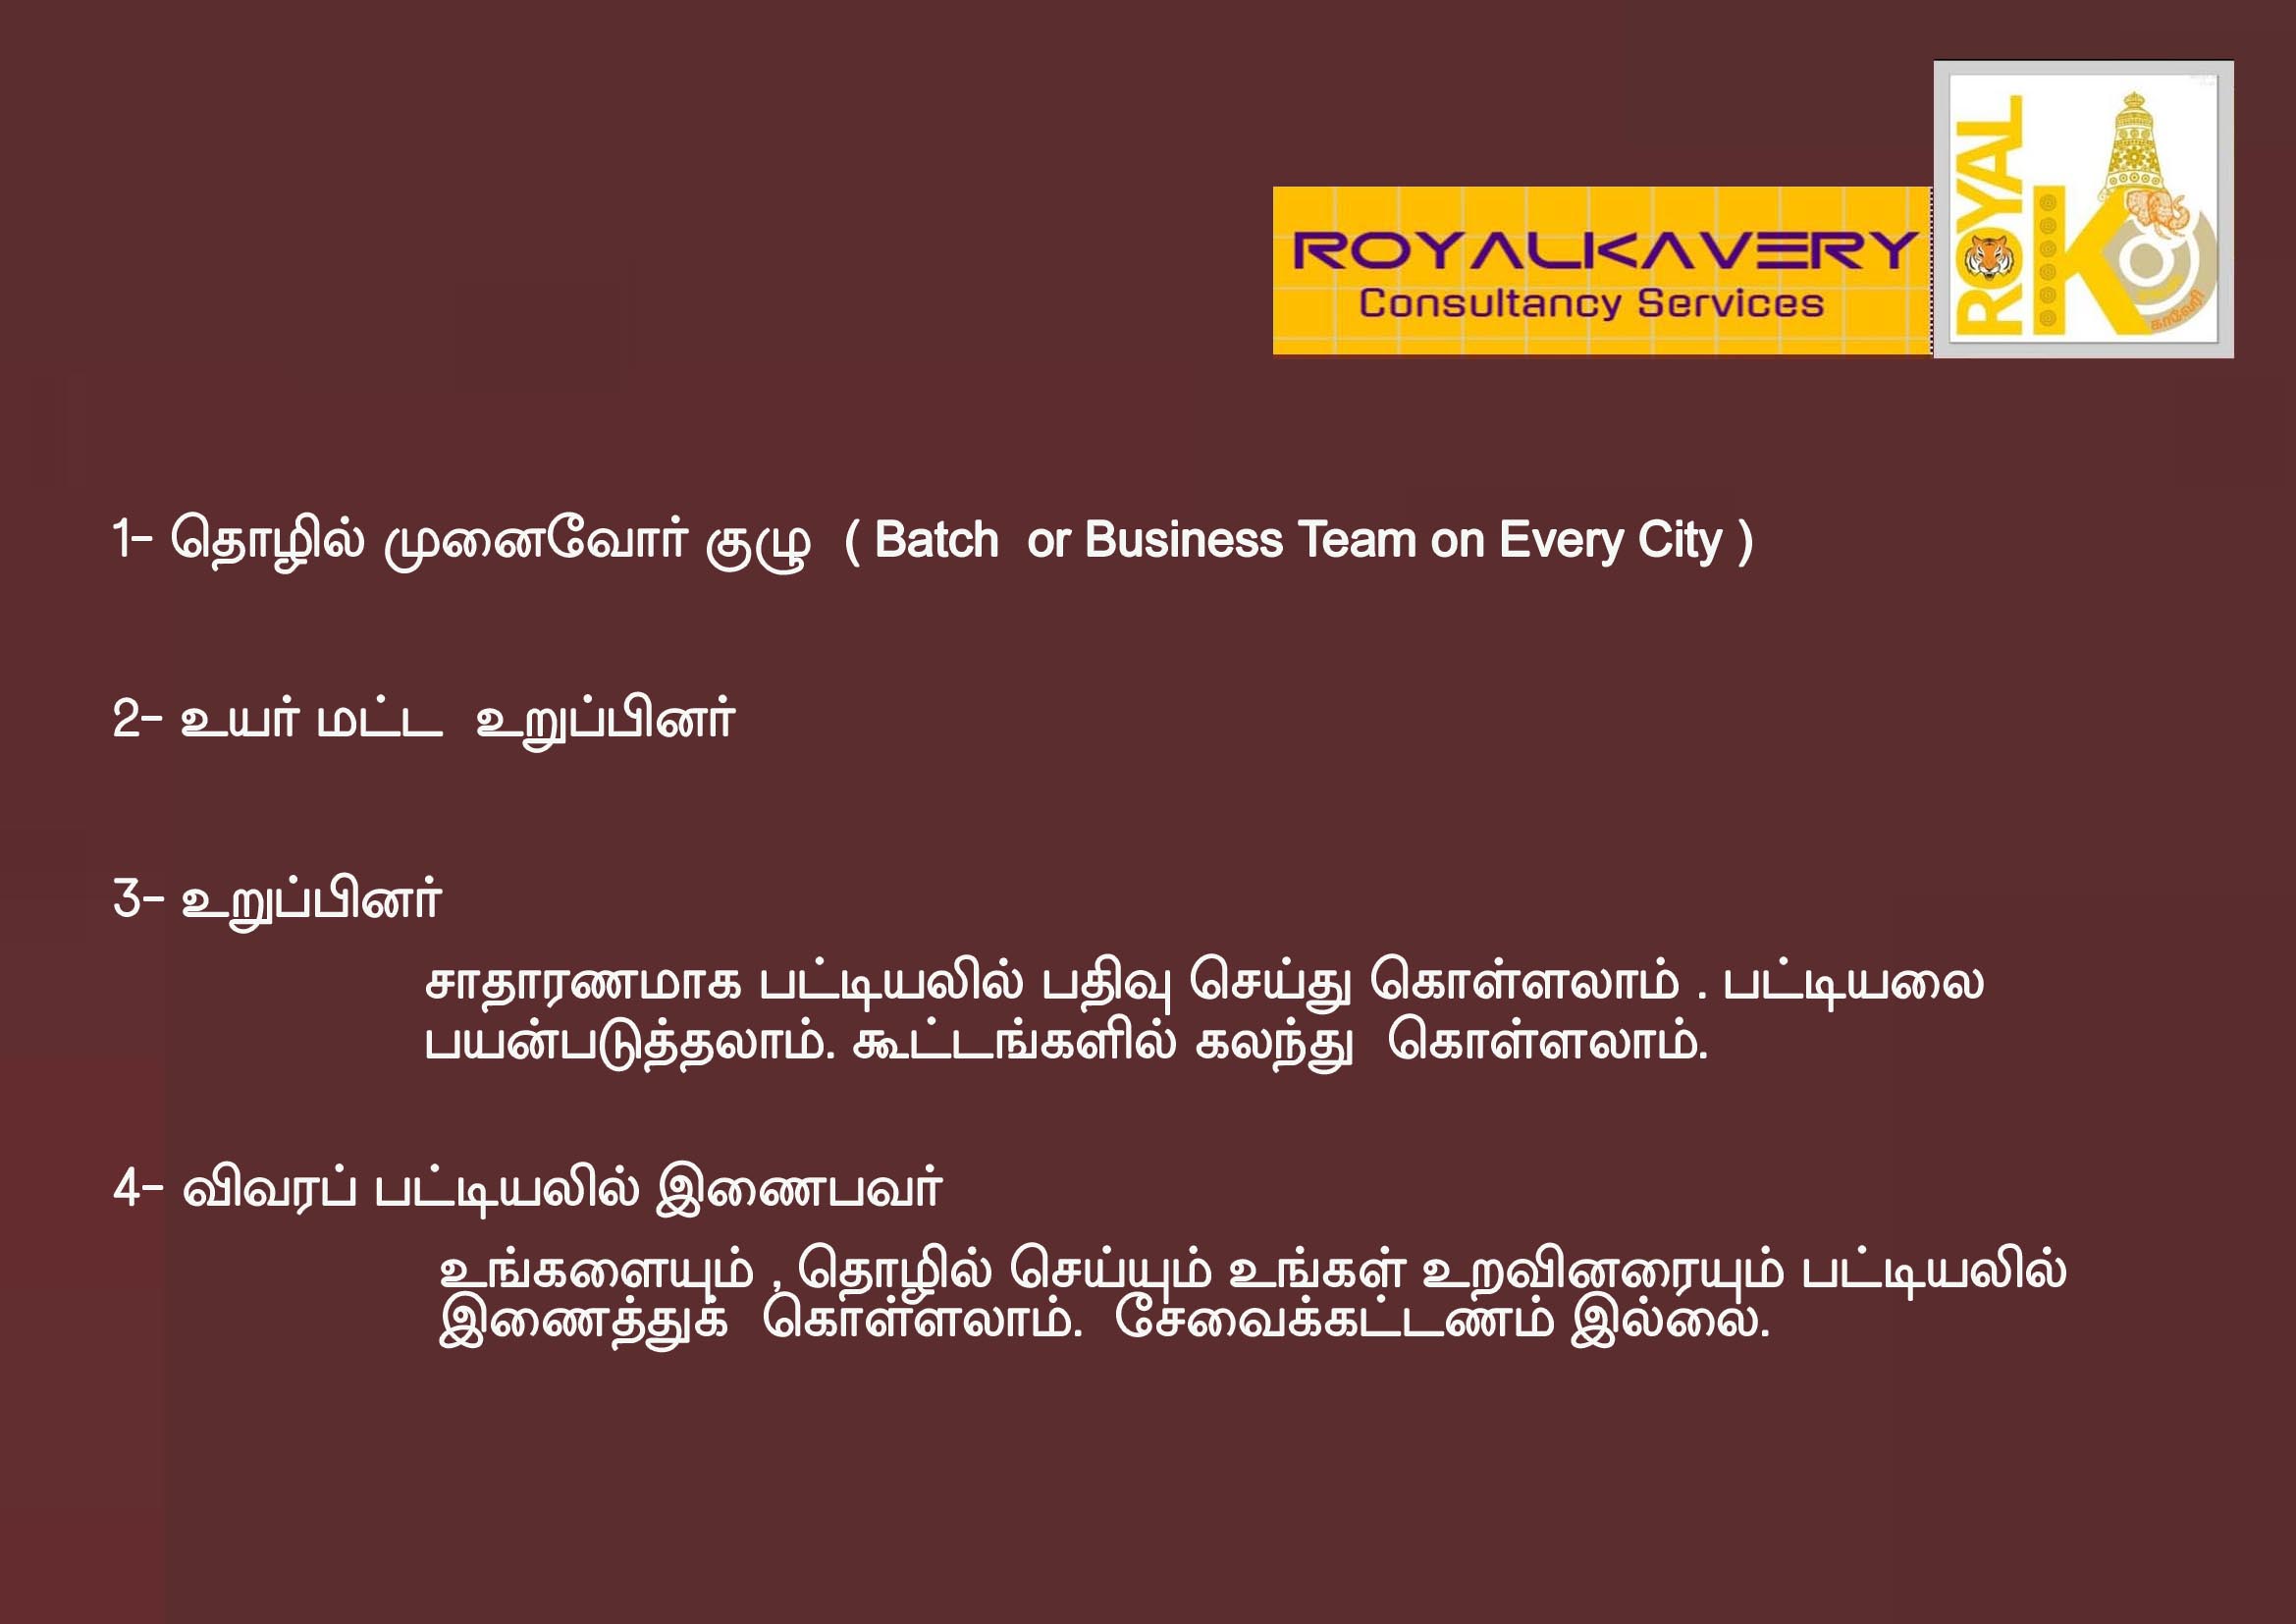 ROYALKAVERY
Consultancy Services
ROYAL
K
காவேரி
1- தொழில் முனைவோர் குழு ( Batch or Business Team on Every City )
2- உயர் மட்ட உறுப்பினர்
3- உறுப்பினர்
சாதாரணமாக பட்டியலில் பதிவு செய்து கொள்ளலாம் . பட்டியலை
பயன்படுத்தலாம். கூட்டங்களில் கலந்து கொள்ளலாம்.
4- விவரப் பட்டியலில் இணைபவர்
உங்களையும் , தொழில் செய்யும் உங்கள் உறவினரையும் பட்டியலில்
இணைத்துக் கொள்ளலாம். சேவைக்கட்டணம் இல்லை.